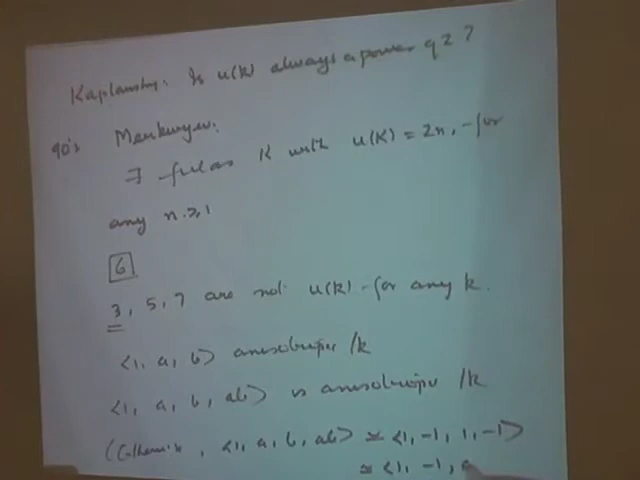 Kaplansky: Is u(k) always a power of 2?
90's Merkurjev:
∃ fields K with u(K) = 2n, for
any n ≥ 1
6
3, 5, 7 are not u(k) for any k.
<1, a, b> anisotropic /k
<1, a, b, ab> is anisotropic /k
(Otherwise, <1, a, b, ab> ≃ <1, -1, 1, -1>
≃ <1, -1, a